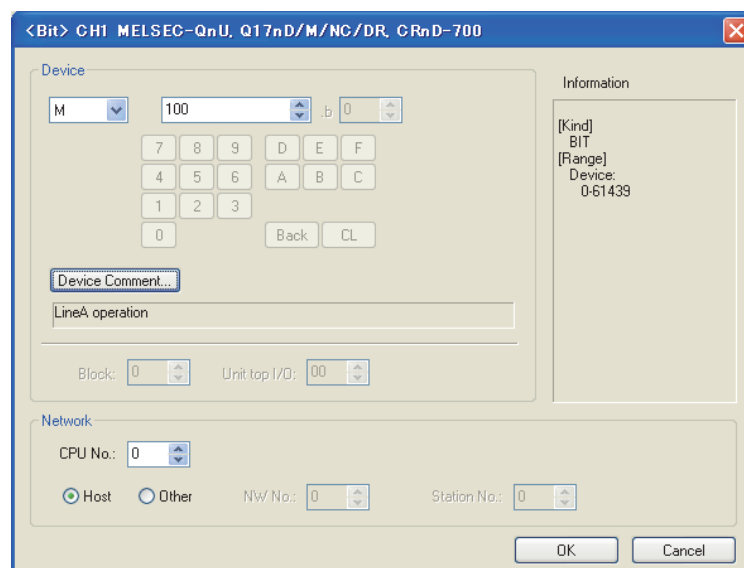 <Bit> CH1 MELSEC-QnU, Q17nD/M/NC/DR, CRnD-700
Device
M 100 .b 0
7 8 9 D E F
4 5 6 A B C
1 2 3
0 Back CL
Device Comment...
LineA operation
Block: 0 Unit top I/O: 00
Information
[Kind]
BIT
[Range]
Device:
0-61439
Network
CPU No.: 0
Host Other NW No.: 0 Station No.: 0
OK Cancel